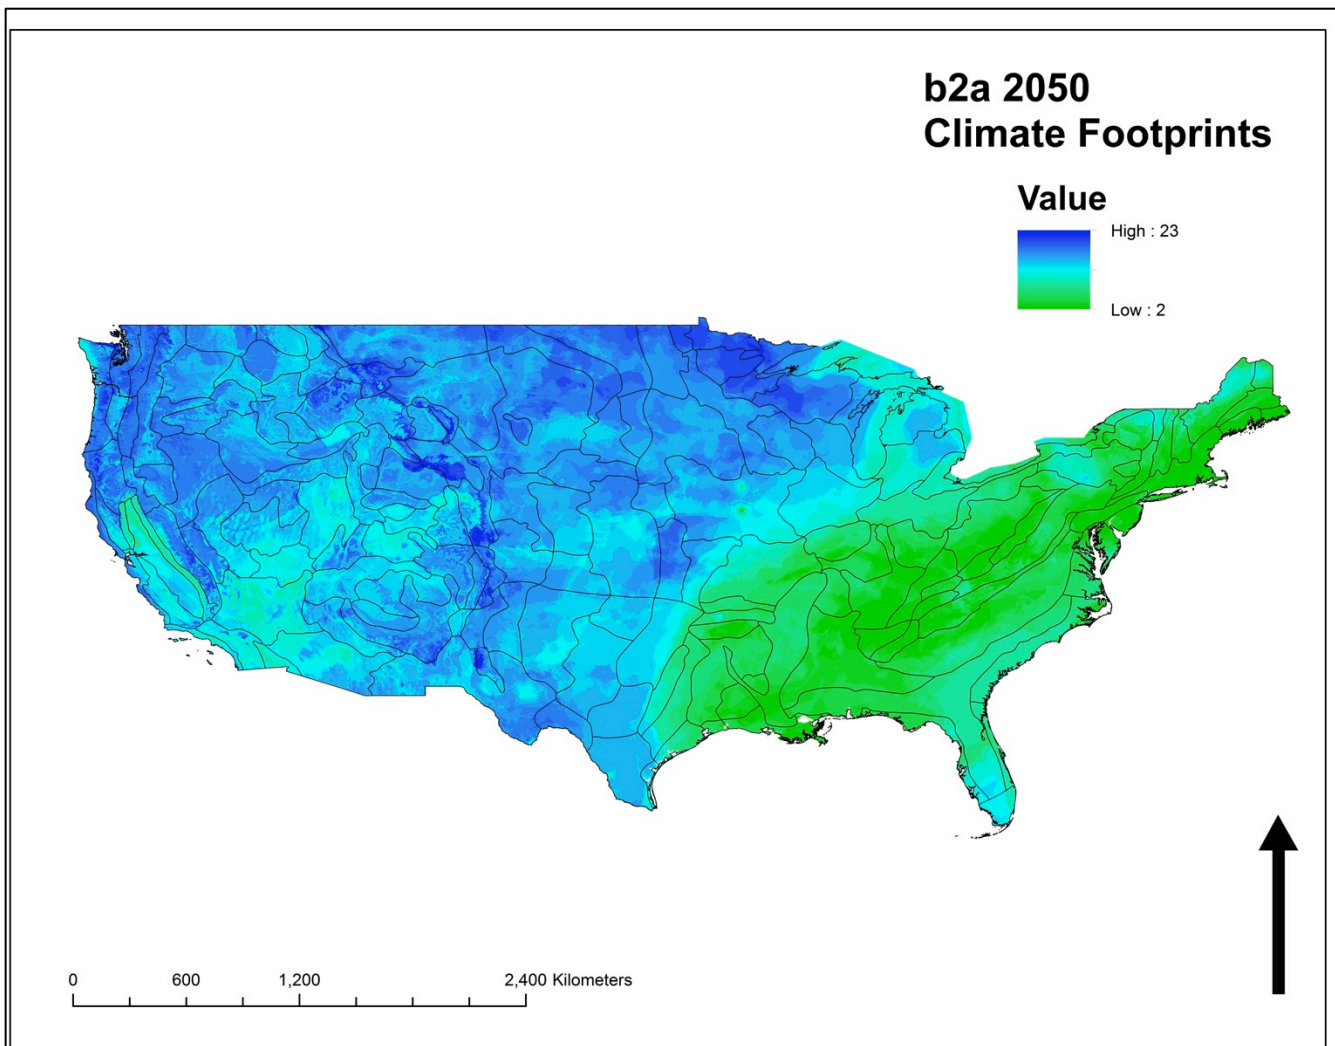 b2a 2050
Climate Footprints
Value
High : 23
Low : 2
0 600 1,200 2,400 Kilometers